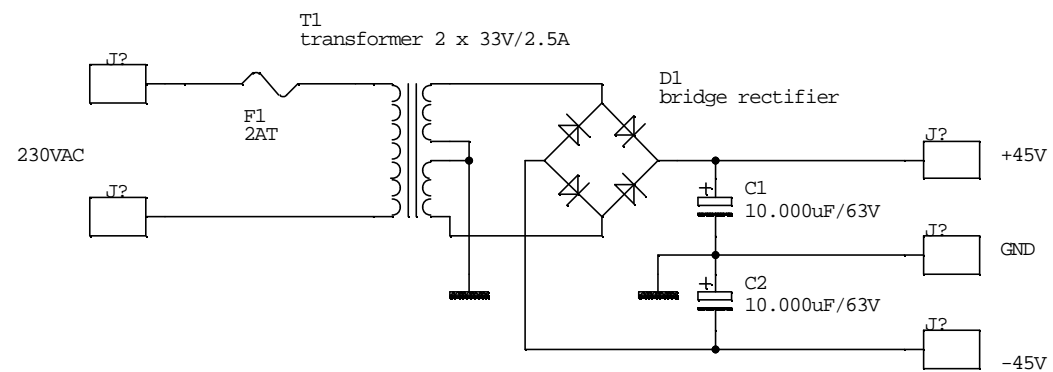 T1
transformer 2 x 33V/2.5A
J?
D1
bridge rectifier
F1
2AT
J?
230VAC
+45V
J?
+
C1
10.000uF/63V
J?
GND
+
C2
10.000uF/63V
J?
-45V